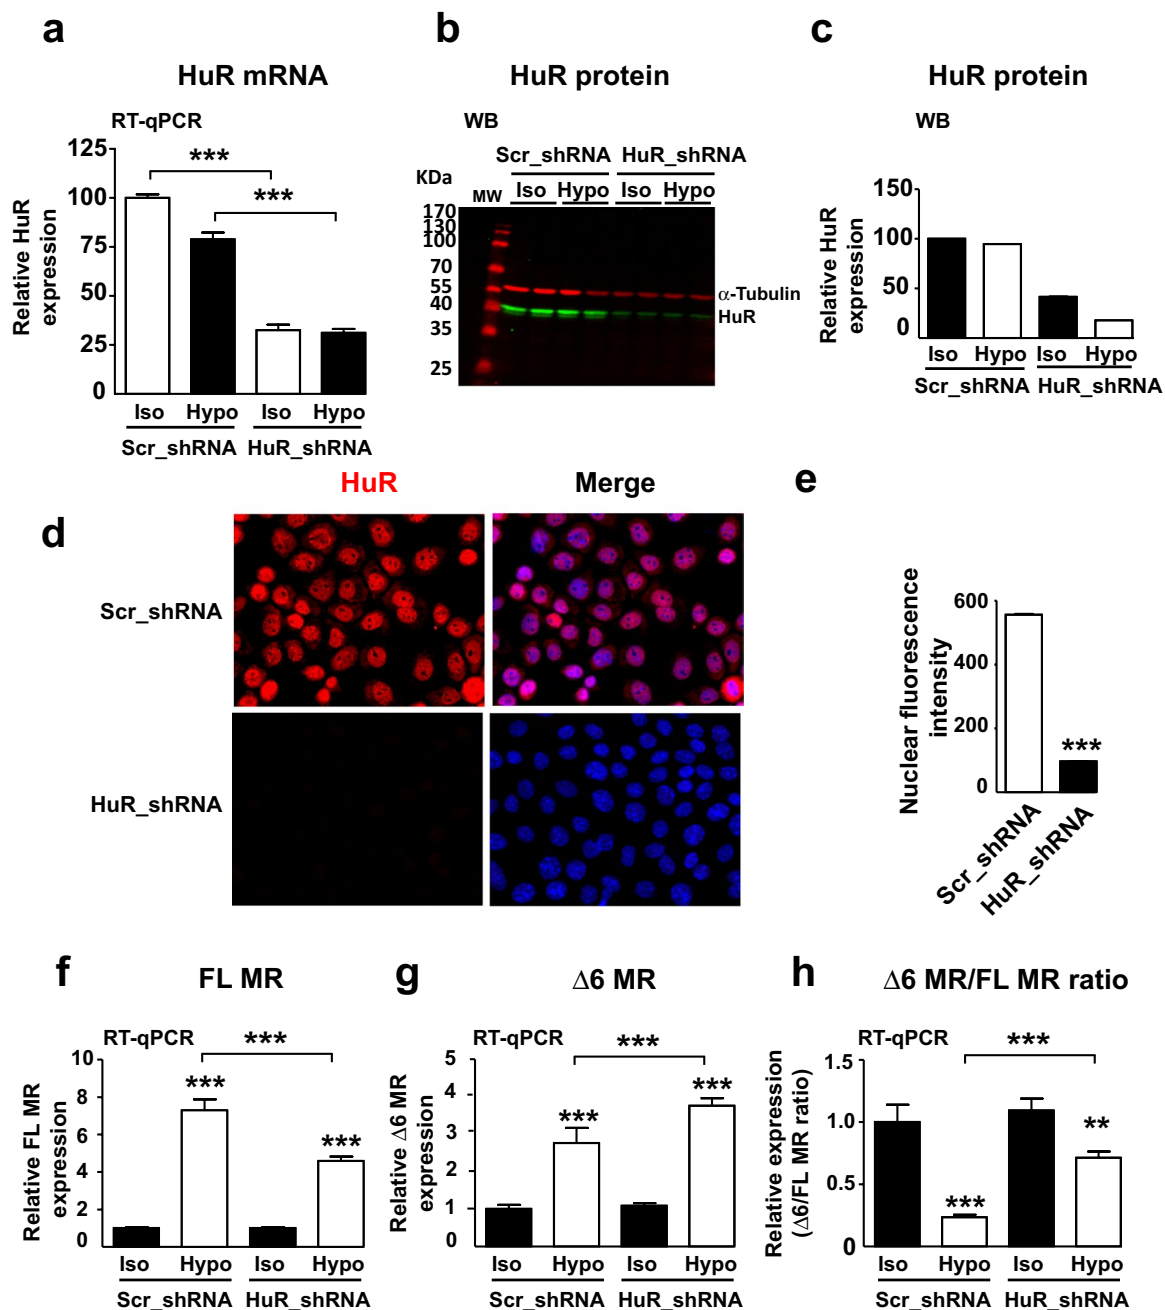 a
HuR mRNA
RT-qPCR
Relative HuR
expression
125
100
75
50
25
0
***
***
Iso Hypo Iso Hypo
Scr_shRNA HuR_shRNA
b
HuR protein
WB
Scr_shRNA HuR_shRNA
KDa
MW
Iso Hypo Iso Hypo
170
130
100
70
55
40
35
25
α-Tubulin
HuR
c
HuR protein
WB
Relative HuR
expression
150
100
50
0
Iso Hypo Iso Hypo
Scr_shRNA HuR_shRNA
d
HuR Merge
Scr_shRNA
HuR_shRNA
e
Nuclear fluorescence
intensity
600
400
200
0
***
Scr_shRNA
HuR_shRNA
f
FL MR
RT-qPCR
Relative FL MR
expression
10
8
6
4
2
0
***
***
***
Iso Hypo Iso Hypo
Scr_shRNA HuR_shRNA
g
Δ6 MR
RT-qPCR
Relative Δ6 MR
expression
5
4
3
2
1
0
***
***
***
Iso Hypo Iso Hypo
Scr_shRNA HuR_shRNA
h
Δ6 MR/FL MR ratio
RT-qPCR
Relative expression
(Δ6/FL MR ratio)
1.5
1.0
0.5
0
***
**
***
Iso Hypo Iso Hypo
Scr_shRNA HuR_shRNA